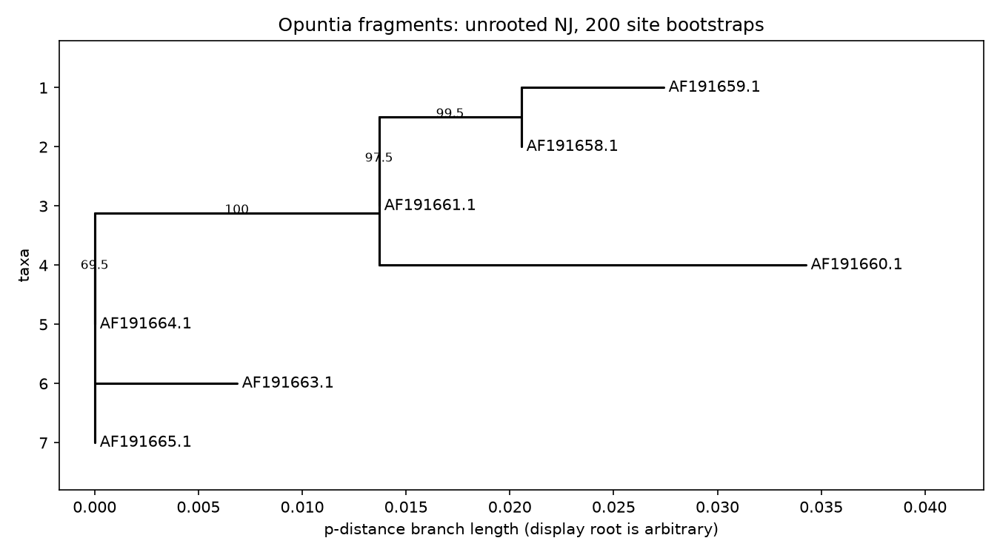 Opuntia fragments: unrooted NJ, 200 site bootstraps
1
AF191659.1
99.5
2
AF191658.1
97.5
3
AF191661.1
100
4
69.5
AF191660.1
taxa
5
AF191664.1
6
AF191663.1
7
AF191665.1
0.000 0.005 0.010 0.015 0.020 0.025 0.030 0.035 0.040
p-distance branch length (display root is arbitrary)